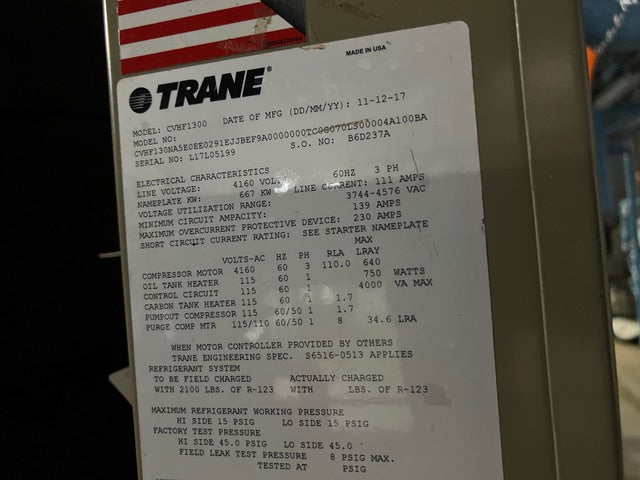 MADE IN USA
TRANE®
MODEL: CVHF1300 DATE OF MFG (DD/MM/YY): 11-12-17
MODEL NO:
CVHF130NA5E0EE0291EJJBEF9A0000000TC06070LS00004A100BA
SERIAL NO: L17L05199 S.O. NO: B6D237A
ELECTRICAL CHARACTERISTICS
LINE VOLTAGE: 4160 VOLT 60HZ 3 PH
NAMEPLATE KW: 667 KW LINE CURRENT: 111 AMPS
VOLTAGE UTILIZATION RANGE: 3744-4576 VAC
MINIMUM CIRCUIT AMPACITY: 139 AMPS
MAXIMUM OVERCURRENT PROTECTIVE DEVICE: 230 AMPS
SHORT CIRCUIT CURRENT RATING: SEE STARTER NAMEPLATE
MAX
VOLTS-AC HZ PH RLA LRAY
COMPRESSOR MOTOR 4160 60 3 110.0 640
OIL TANK HEATER 115 60 1 750 WATTS
CONTROL CIRCUIT 115 60 1 4000 VA MAX
CARBON TANK HEATER 115 60 1 1.7
PUMPOUT COMPRESSOR 115 60/50 1 1.7
PURGE COMP MTR 115/110 60/50 1 8 34.6 LRA
WHEN MOTOR CONTROLLER PROVIDED BY OTHERS
TRANE ENGINEERING SPEC. S6516-0513 APPLIES
REFRIGERANT SYSTEM
TO BE FIELD CHARGED ACTUALLY CHARGED
WITH 2100 LBS. OF R-123 WITH LBS. OF R-123
MAXIMUM REFRIGERANT WORKING PRESSURE
HI SIDE 15 PSIG LO SIDE 15 PSIG
FACTORY TEST PRESSURE
HI SIDE 45.0 PSIG LO SIDE 45.0
FIELD LEAK TEST PRESSURE 8 PSIG MAX.
TESTED AT PSIG